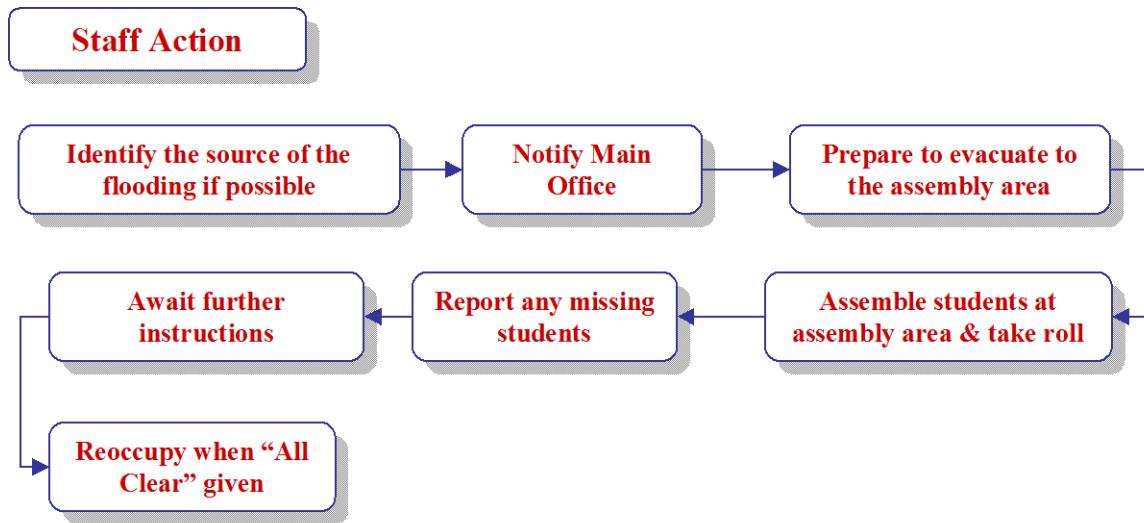 Staff Action
Identify the source of the
flooding if possible
Notify Main
Office
Prepare to evacuate to
the assembly area
Assemble students at
assembly area & take roll
Report any missing
students
Await further
instructions
Reoccupy when “All
Clear” given